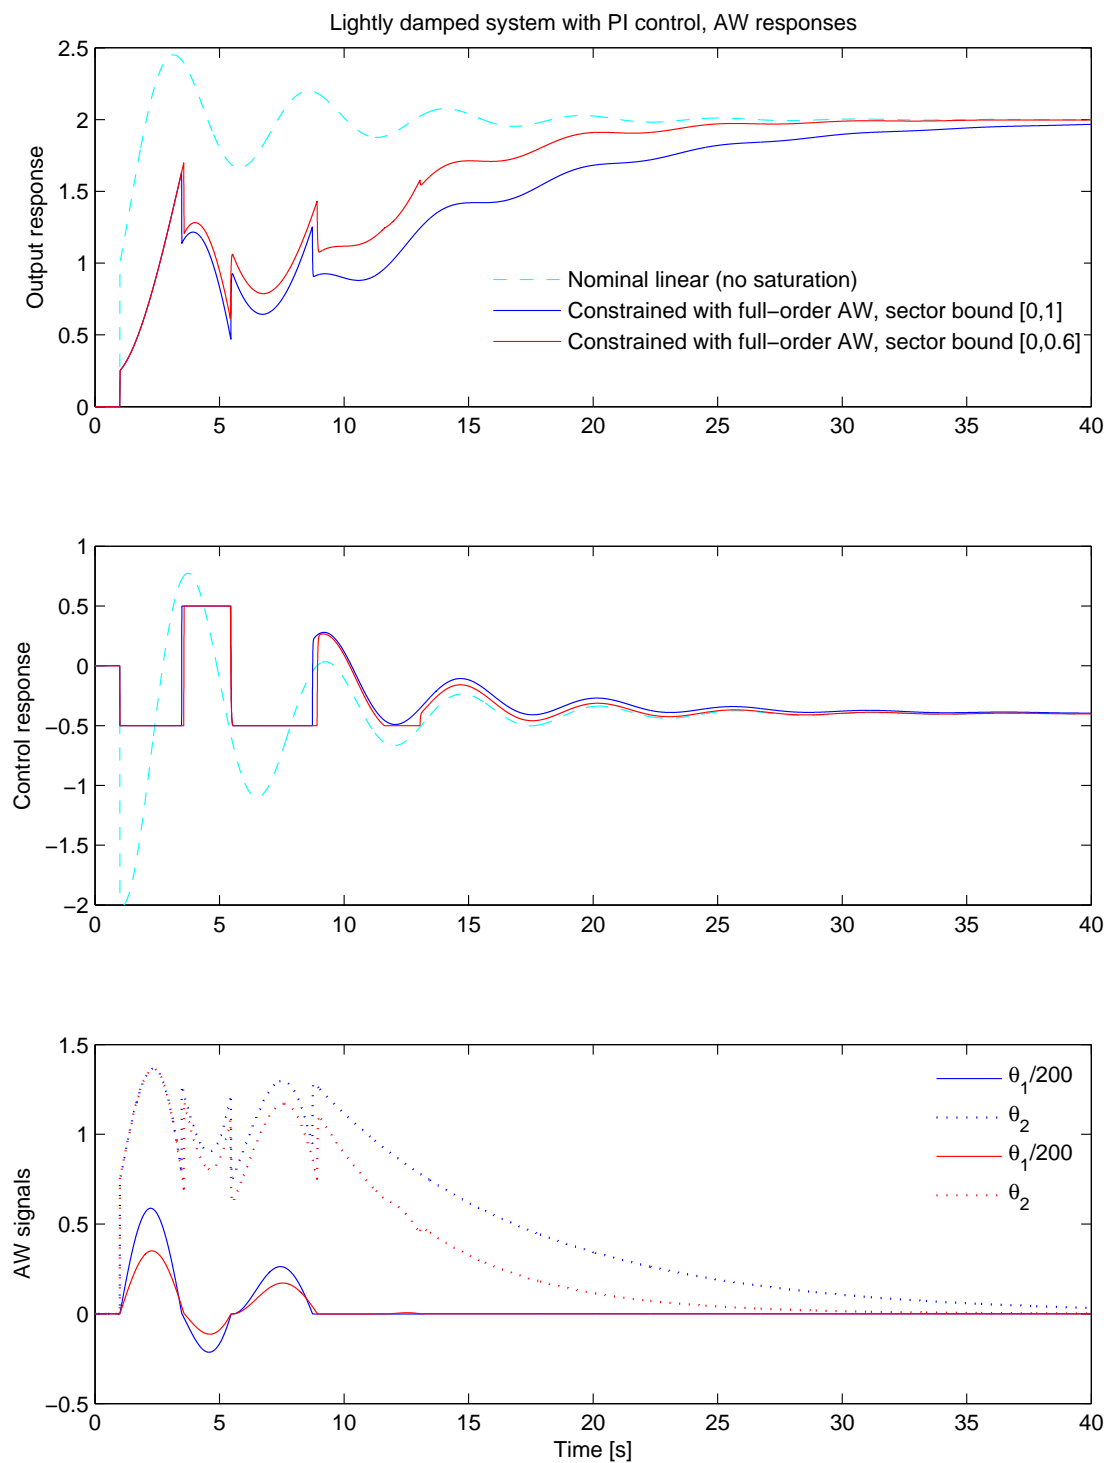 Lightly damped system with PI control, AW responses
2.5
2
1.5
1
0.5
0
Output response
Nominal linear (no saturation)
Constrained with full−order AW, sector bound [0,1]
Constrained with full−order AW, sector bound [0,0.6]
0 5 10 15 20 25 30 35 40
1
0.5
0
−0.5
−1
−1.5
−2
Control response
0 5 10 15 20 25 30 35 40
1.5
1
0.5
0
−0.5
AW signals
θ1/200
θ2
θ1/200
θ2
0 5 10 15 20 25 30 35 40
Time [s]